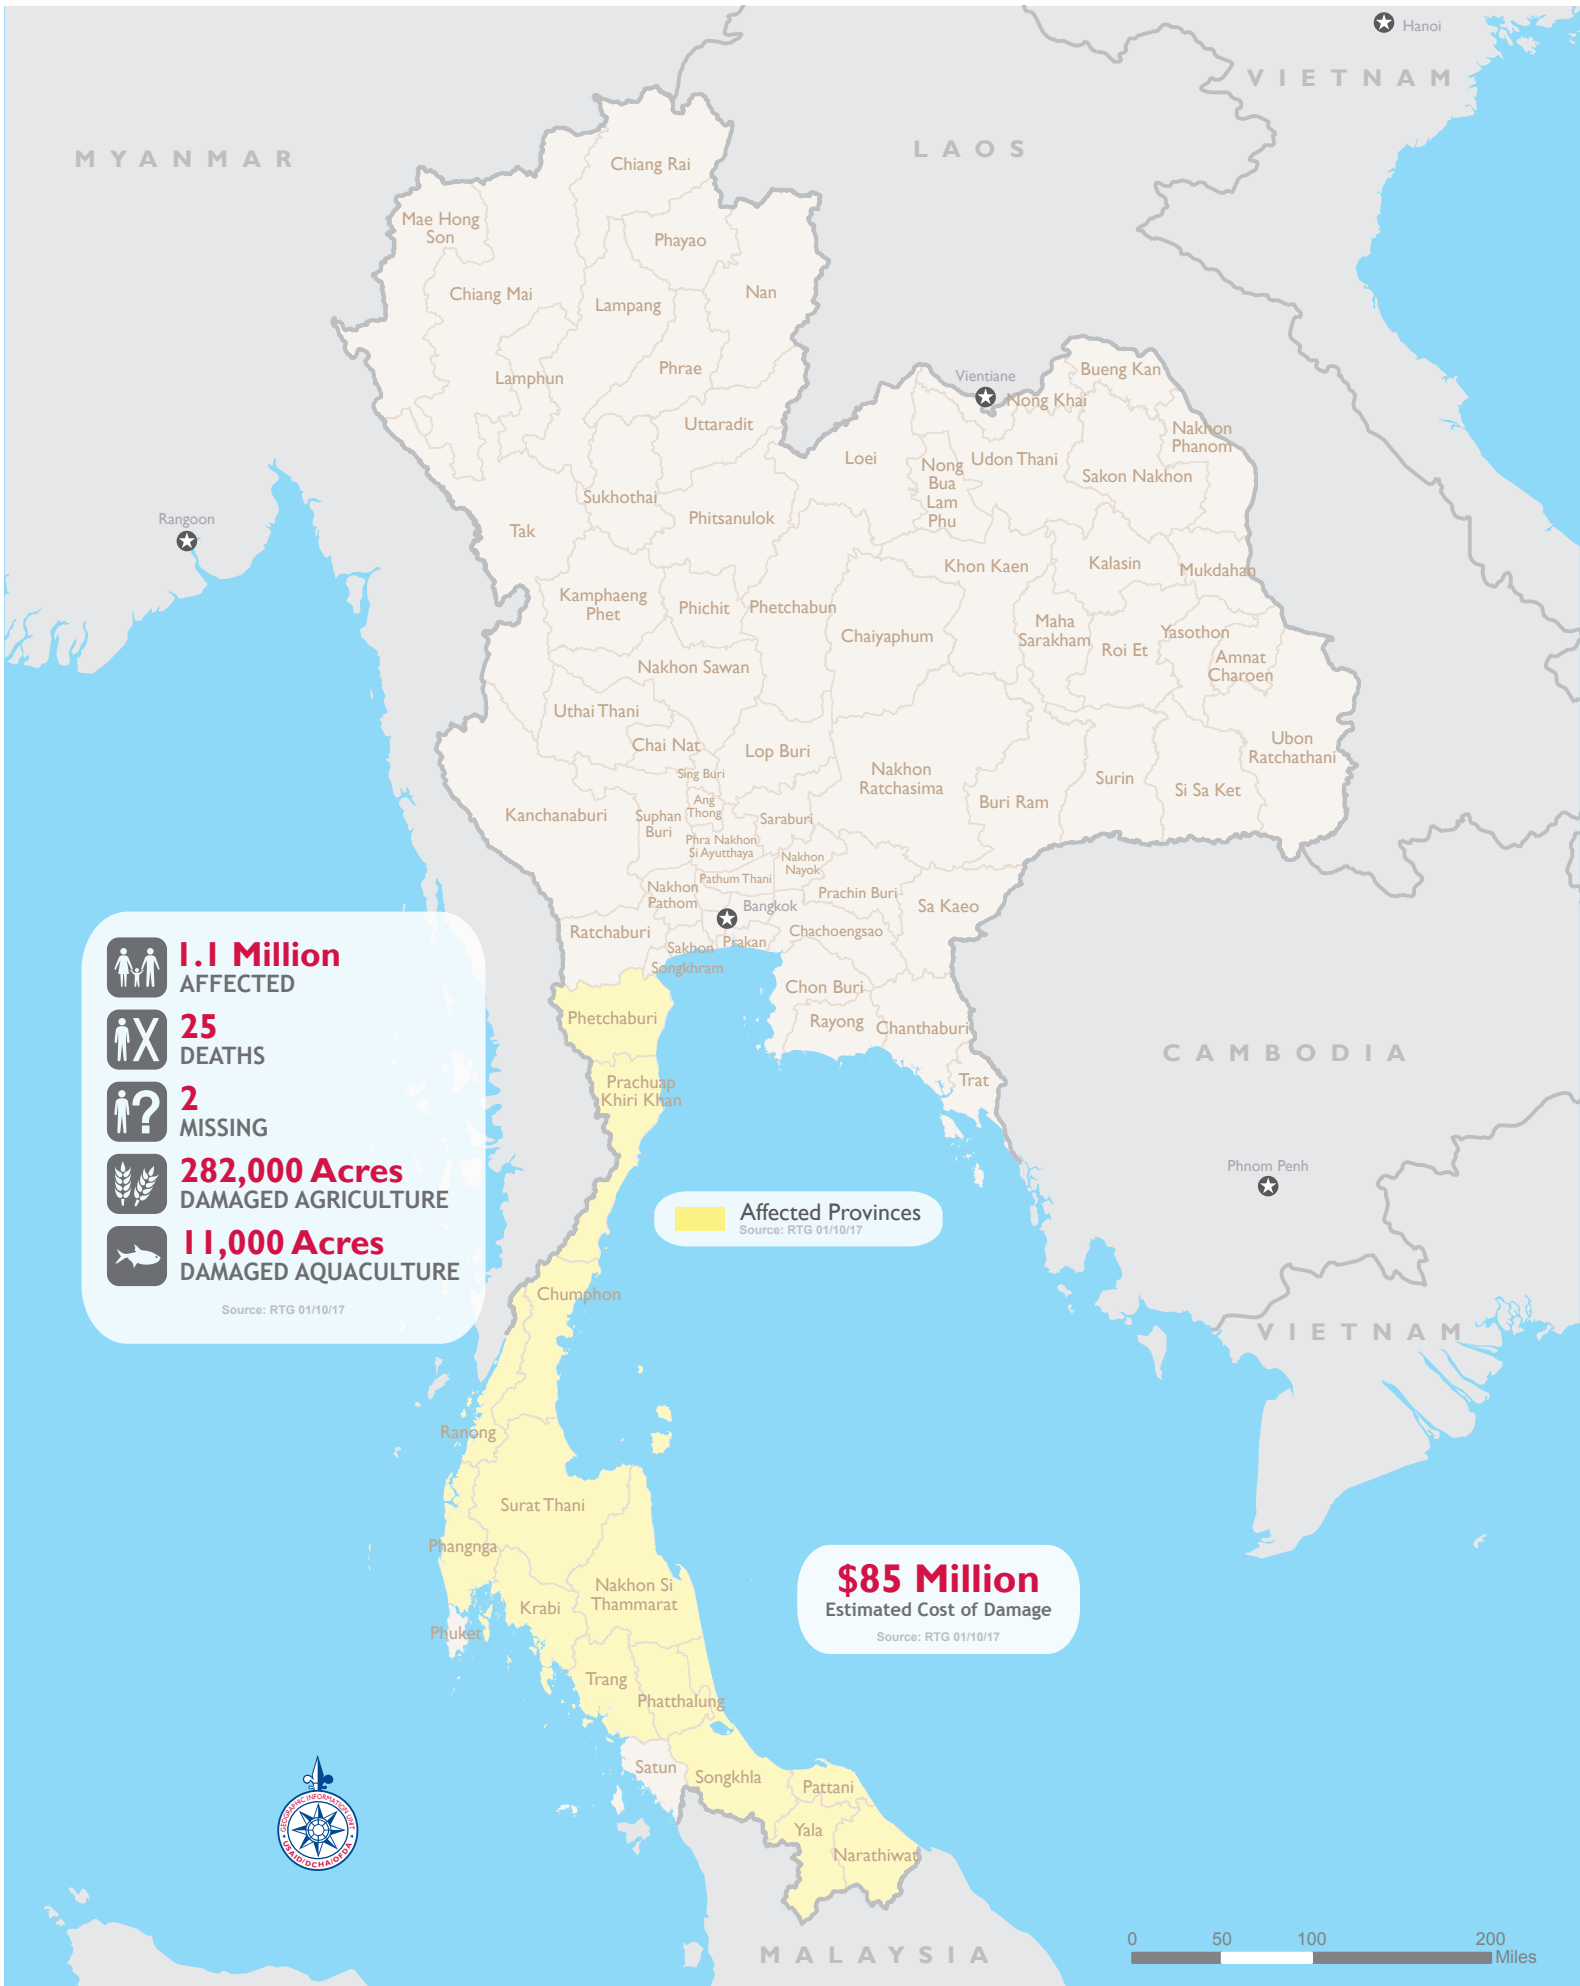 Hanoi
VIETNAM
LAOS
MYANMAR
Chiang Rai
Mae Hong
Son
Phayao
Chiang Mai
Lampang
Nan
Phrae
Lamphun
Vientiane
Bueng Kan
Nong Khai
Uttaradit
Nakhon
Phanom
Loei
Nong
Bua
Lam
Phu
Udon Thani
Sakon Nakhon
Sukhothai
Phitsanulok
Rangoon
Tak
Khon Kaen
Kalasin
Mukdahan
Kamphaeng
Phet
Phichit
Phetchabun
Chaiyaphum
Maha
Sarakham
Roi Et
Yasothon
Amnat
Charoen
Nakhon Sawan
Uthai Thani
Chai Nat
Lop Buri
Ubon
Ratchathani
Sing Buri
Nakhon
Ratchasima
Surin
Si Sa Ket
Buri Ram
Ang
Thong
Kanchanaburi
Suphan
Buri
Saraburi
Phra Nakhon
Si Ayutthaya
Nakhon
Nayok
Pathum Thani
Nakhon
Pathom
Prachin Buri
Bangkok
Sa Kaeo
Ratchaburi
Chachoengsao
Sakhon
Prakan
Songkhram
Chon Buri
Phetchaburi
Rayong
Chanthaburi
Trat
CAMBODIA
Prachuap
Khiri Khan
Phnom Penh
1.1 Million
AFFECTED
25
DEATHS
2
MISSING
282,000 Acres
DAMAGED AGRICULTURE
11,000 Acres
DAMAGED AQUACULTURE
Source: RTG 01/10/17
Affected Provinces
Source: RTG 01/10/17
Chumphon
VIETNAM
Ranong
Surat Thani
Phangnga
Nakhon Si
Thammarat
Krabi
Phuket
$85 Million
Estimated Cost of Damage
Source: RTG 01/10/17
Trang
Phatthalung
Satun
Songkhla
Pattani
Yala
Narathiwat
GEOGRAPHIC INFORMATION UNIT
USAID/DCHA/OFDA
MALAYSIA
0 50 100 200
Miles